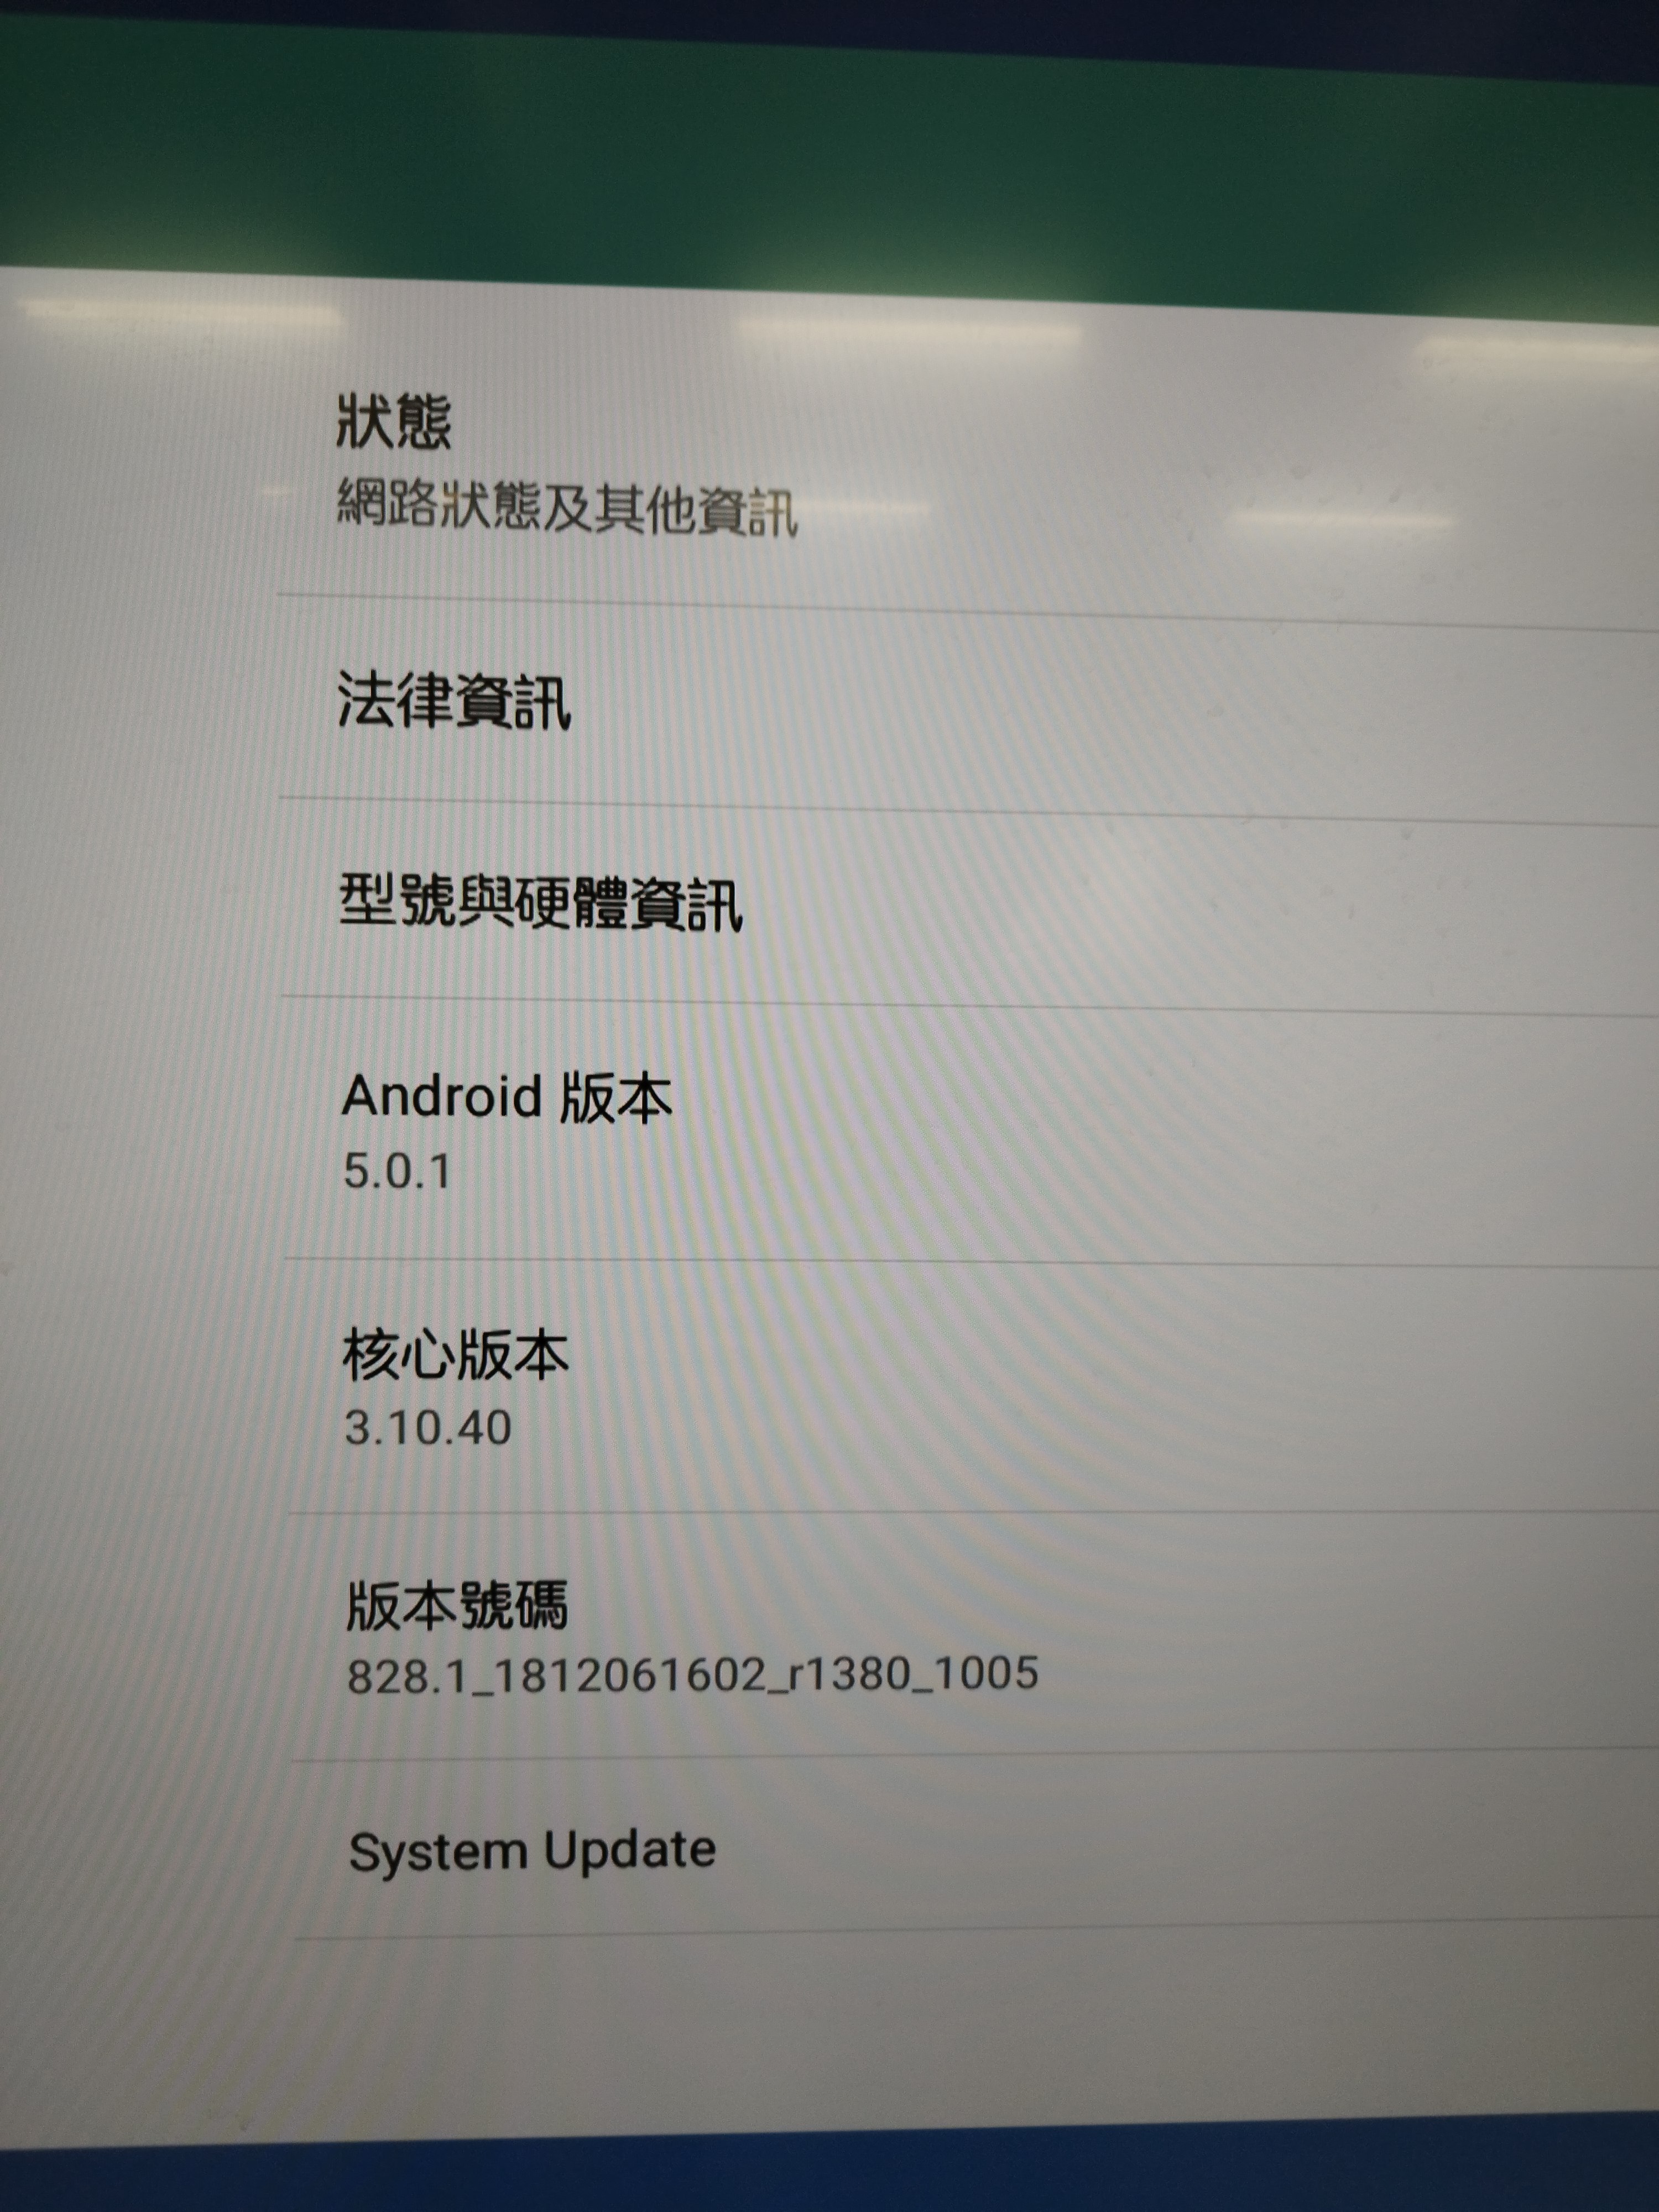 狀態
網路狀態及其他資訊
法律資訊
型號與硬體資訊
Android 版本
5.0.1
核心版本
3.10.40
版本號碼
828.1_1812061602_r1380_1005
System Update